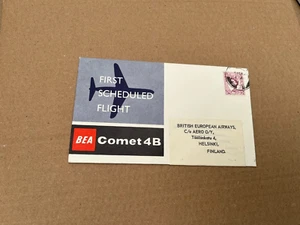 FIRST
SCHEDULED
FLIGHT
BEA Comet 4B
BRITISH EUROPEAN AIRWAYS,
C/o AERO O/Y,
HELSINKI,
FINLAND.